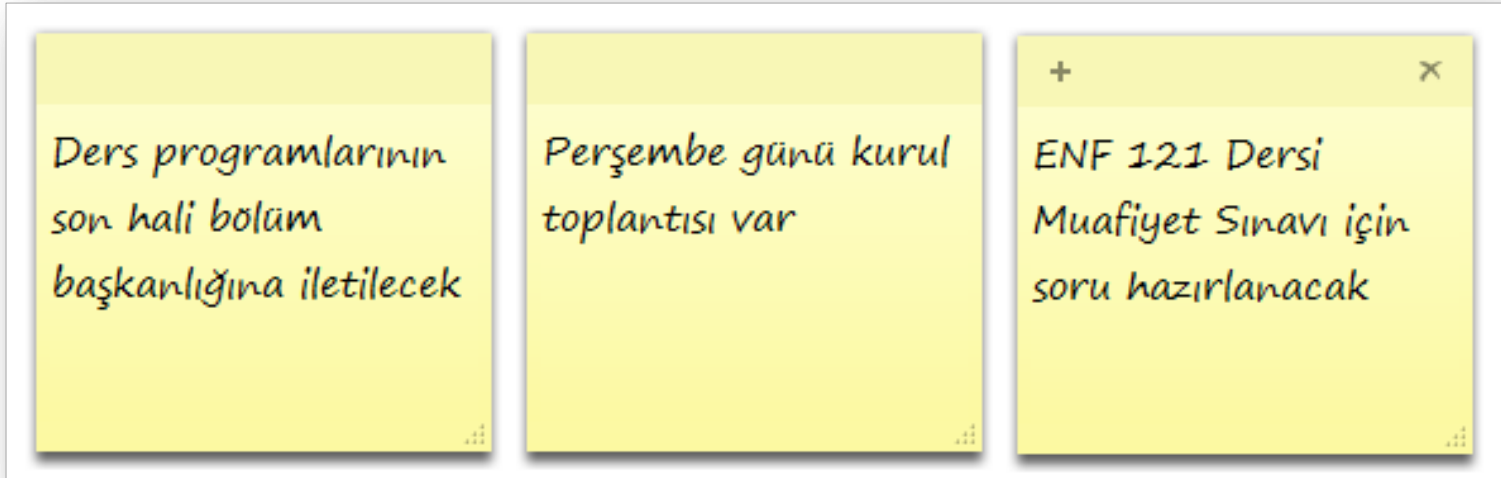 Ders programlarının
son hali bölüm
başkanlığına iletilecek
Perşembe günü kurul
toplantısı var
ENF 121 Dersi
Muafiyet Sınavı için
soru hazırlanacak